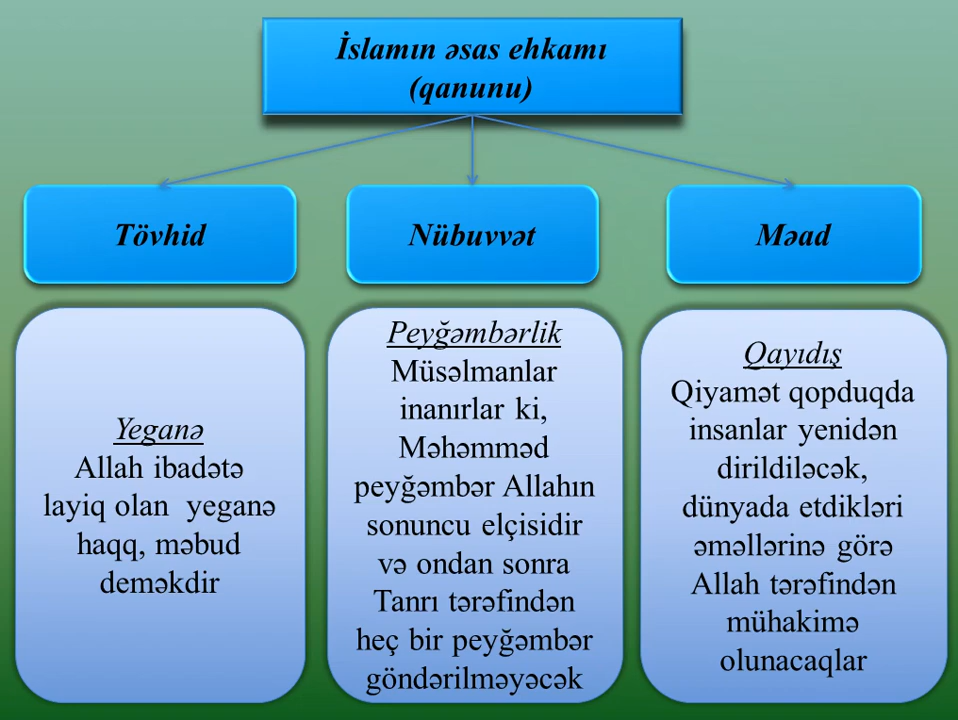 İslamın əsas ehkamı
(qanunu)
Tövhid
Nübuvvət
Məad
Yeganə
Allah ibadətə
layiq olan yeganə
haqq, məbud
deməkdir
Peyğəmbərlik
Müsəlmanlar
inanırlar ki,
Məhəmməd
peyğəmbər Allahın
sonuncu elçisidir
və ondan sonra
Tanrı tərəfindən
heç bir peyğəmbər
göndərilməyəcək
Qayıdış
Qiyamət qopduqda
insanlar yenidən
dirildiləcək,
dünyada etdikləri
əməllərinə görə
Allah tərəfindən
mühakimə
olunacaqlar